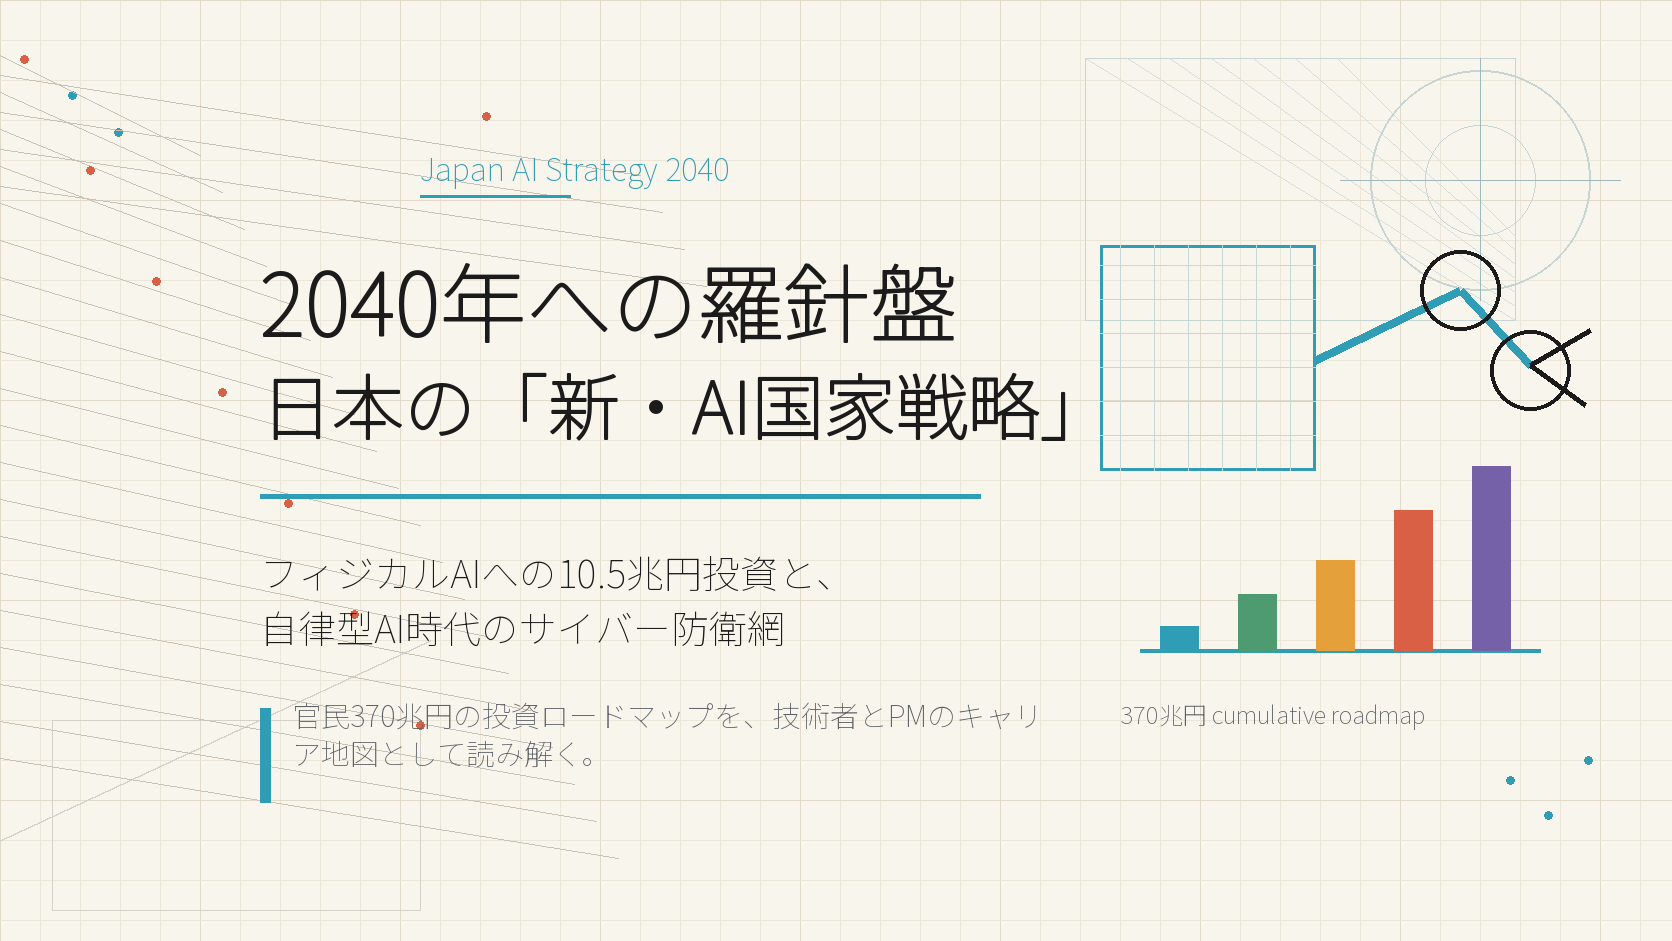 Japan AI Strategy 2040
2040年への羅針盤
日本の「新・AI国家戦略」
フィジカルAIへの10.5兆円投資と、
自律型AI時代のサイバー防衛網
官民370兆円の投資ロードマップを、技術者とPMのキャリ
ア地図として読み解く。
370兆円 cumulative roadmap